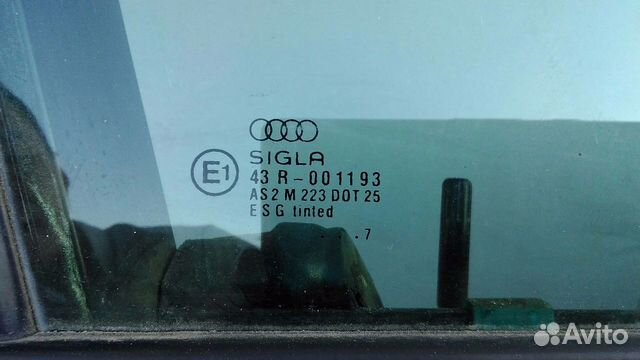 SIGLA
E1
43 R-001193
AS2 M 223 DOT 25
ESG tinted
. . . 7
Avito